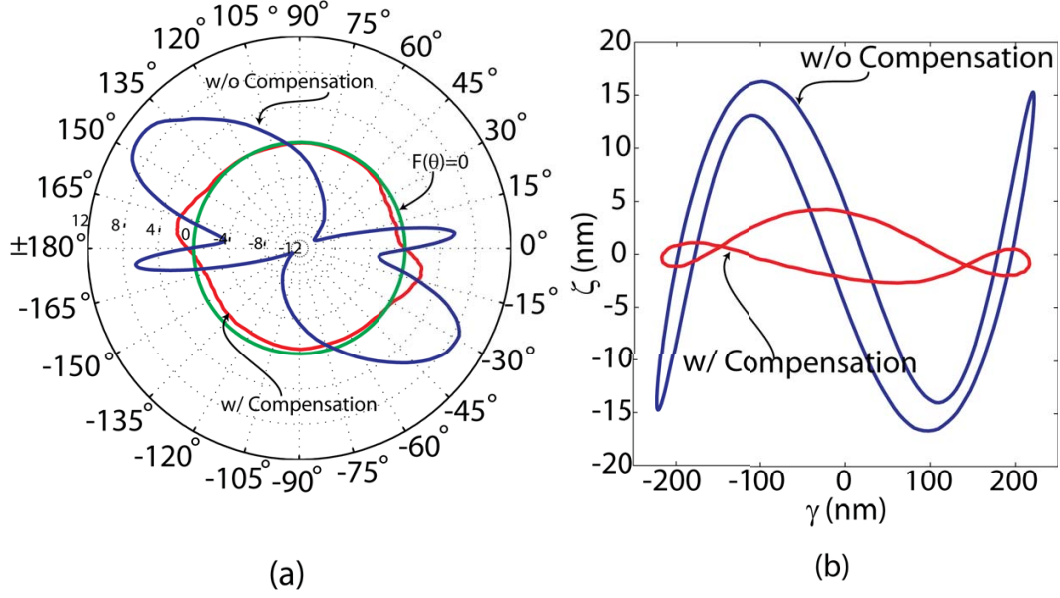 105 ° 90°
75°
120°
60°
135°
w/o Compensation
45°
150°
30°
F(θ)=0
165°
15°
12 8 4 0 -4 -8 -12
±180°
0°
-165°
-15°
-150°
-30°
w/ Compensation
-135°
-45°
-120°
-60°
-105°
-75°
-90°
(a)
20
w/o Compensation
15
10
5
ζ (nm)
0
-5
-10
w/ Compensation
-15
-20
-200 -100 0 100 200
γ (nm)
(b)